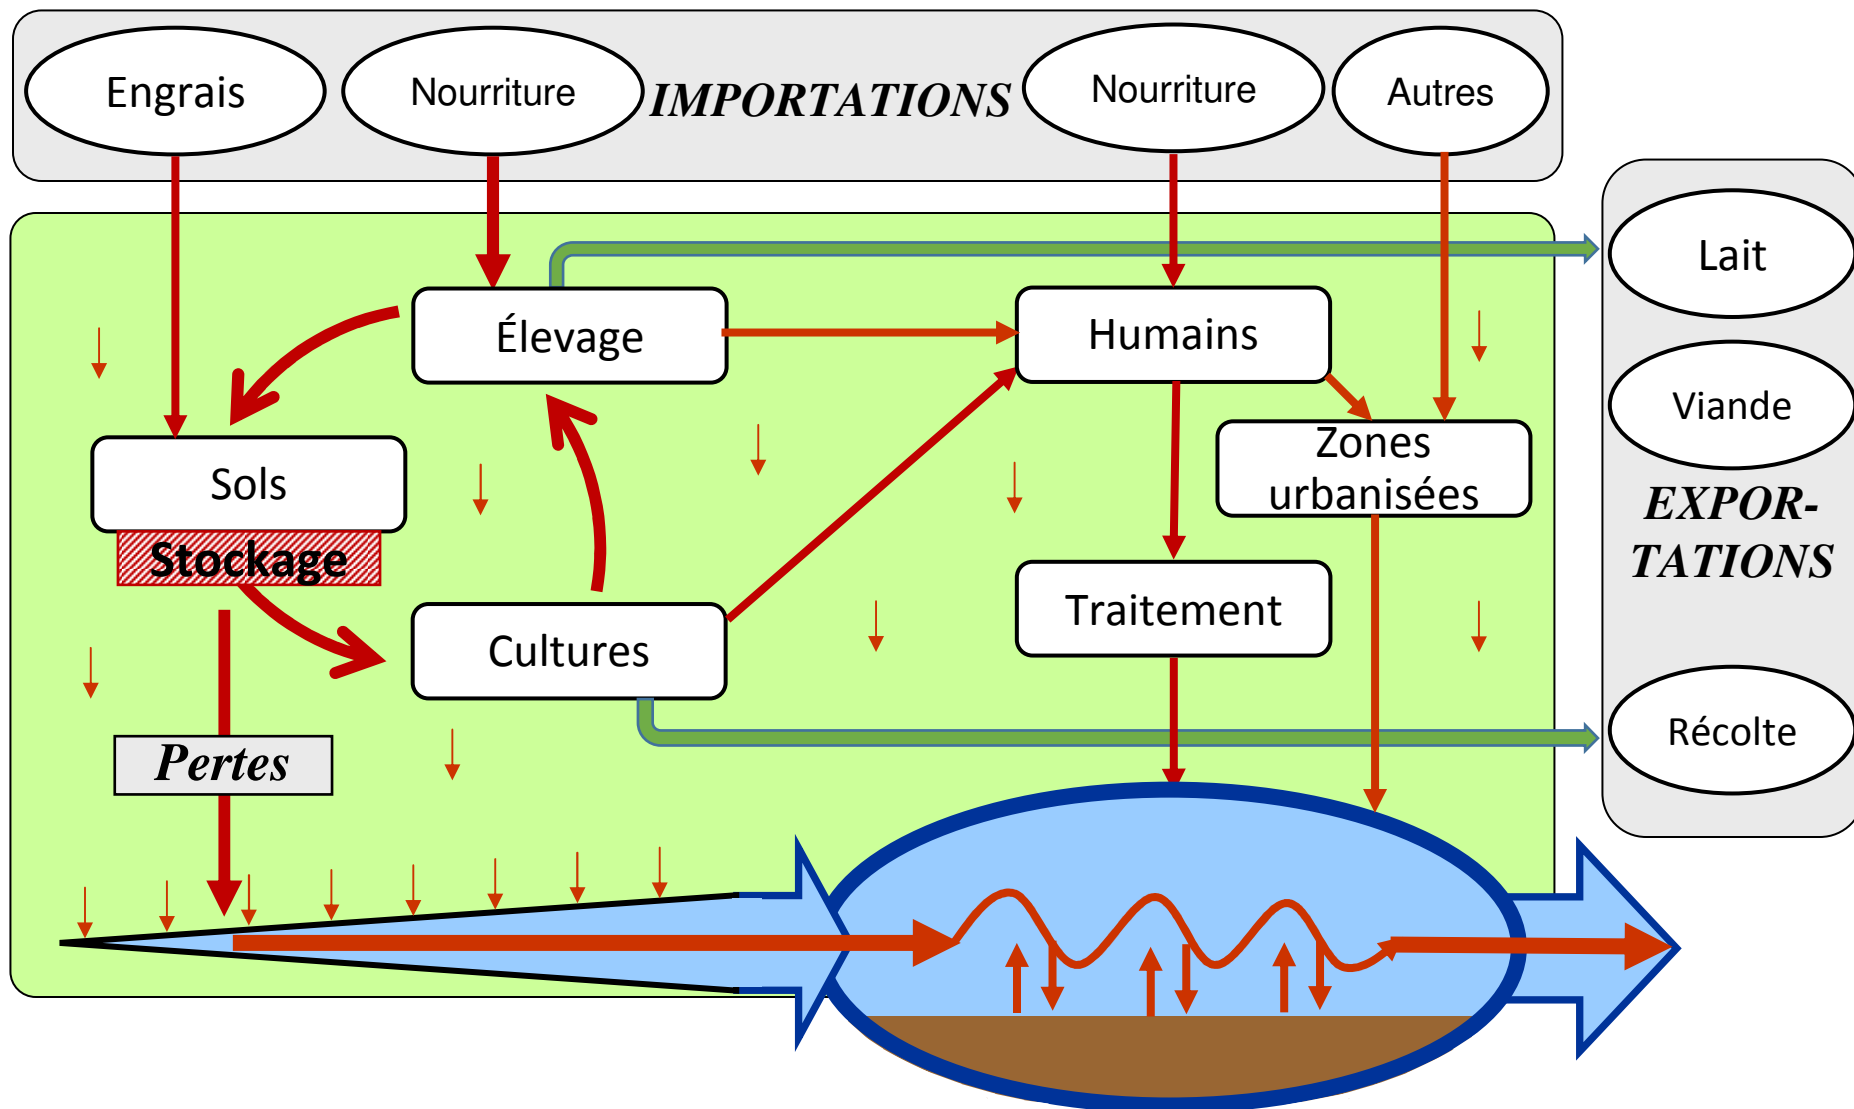 Engrais
Nourriture
IMPORTATIONS
Nourriture
Autres
Lait
Élevage
Humains
Viande
Sols
Zones
urbanisées
EXPOR-
TATIONS
Stockage
Traitement
Cultures
Récolte
Pertes